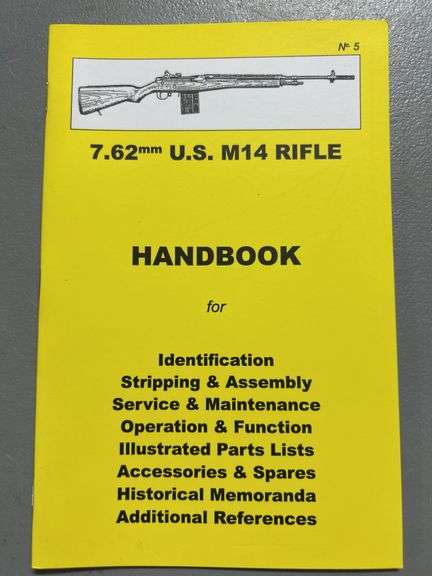 Nº 5
7.62mm U.S. M14 RIFLE
HANDBOOK
for
Identification
Stripping & Assembly
Service & Maintenance
Operation & Function
Illustrated Parts Lists
Accessories & Spares
Historical Memoranda
Additional References